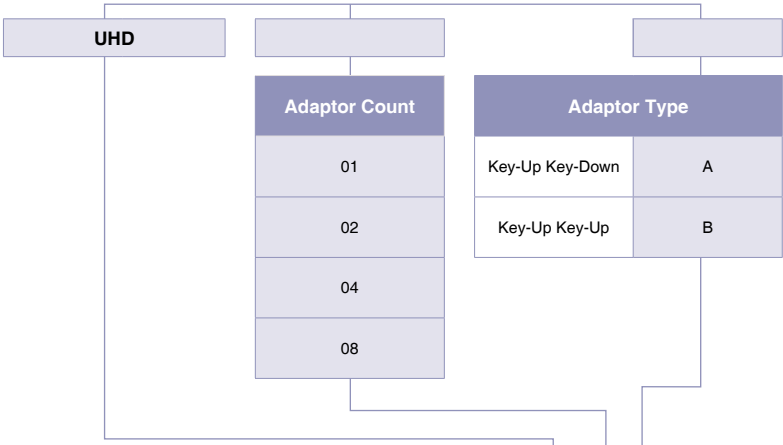 UHD
Adaptor Count
01
02
04
08
Adaptor Type
Key-Up Key-Down A
Key-Up Key-Up B